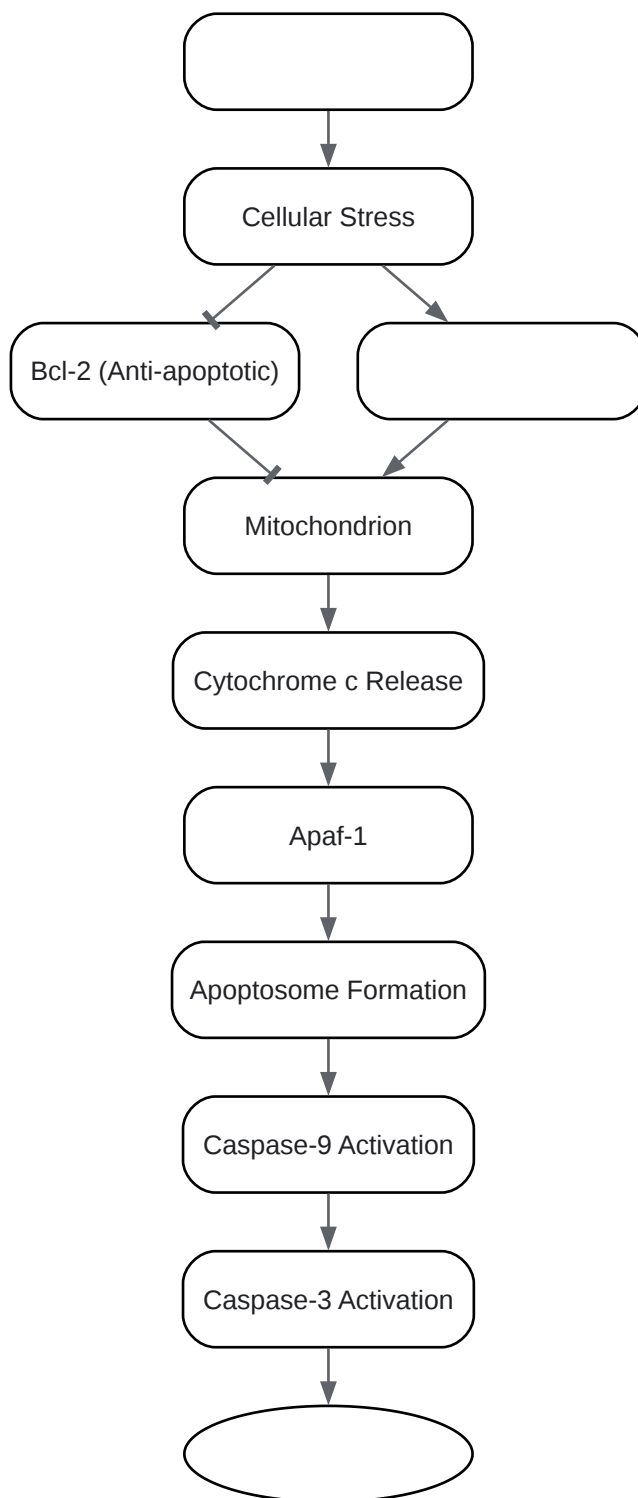 Cellular Stress
Bcl-2 (Anti-apoptotic)
Mitochondrion
Cytochrome c Release
Apaf-1
Apoptosome Formation
Caspase-9 Activation
Caspase-3 Activation